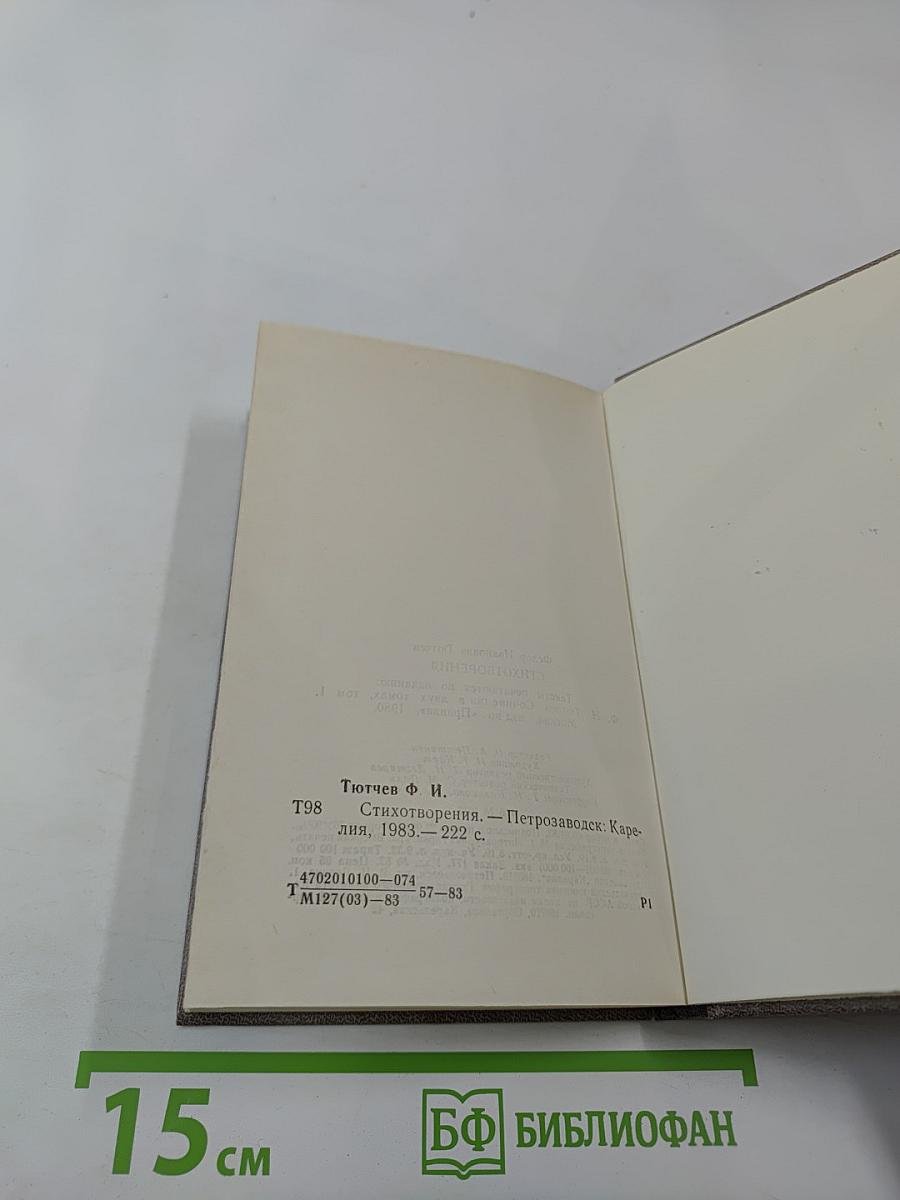 Тютчев Ф. И.
Т98 Стихотворения. — Петрозаводск: Каре-
лия, 1983.— 222 с.
Т 4702010100—074 57—83
М127(03)—83
Р1
15 см
БФ БИБЛИОФАН